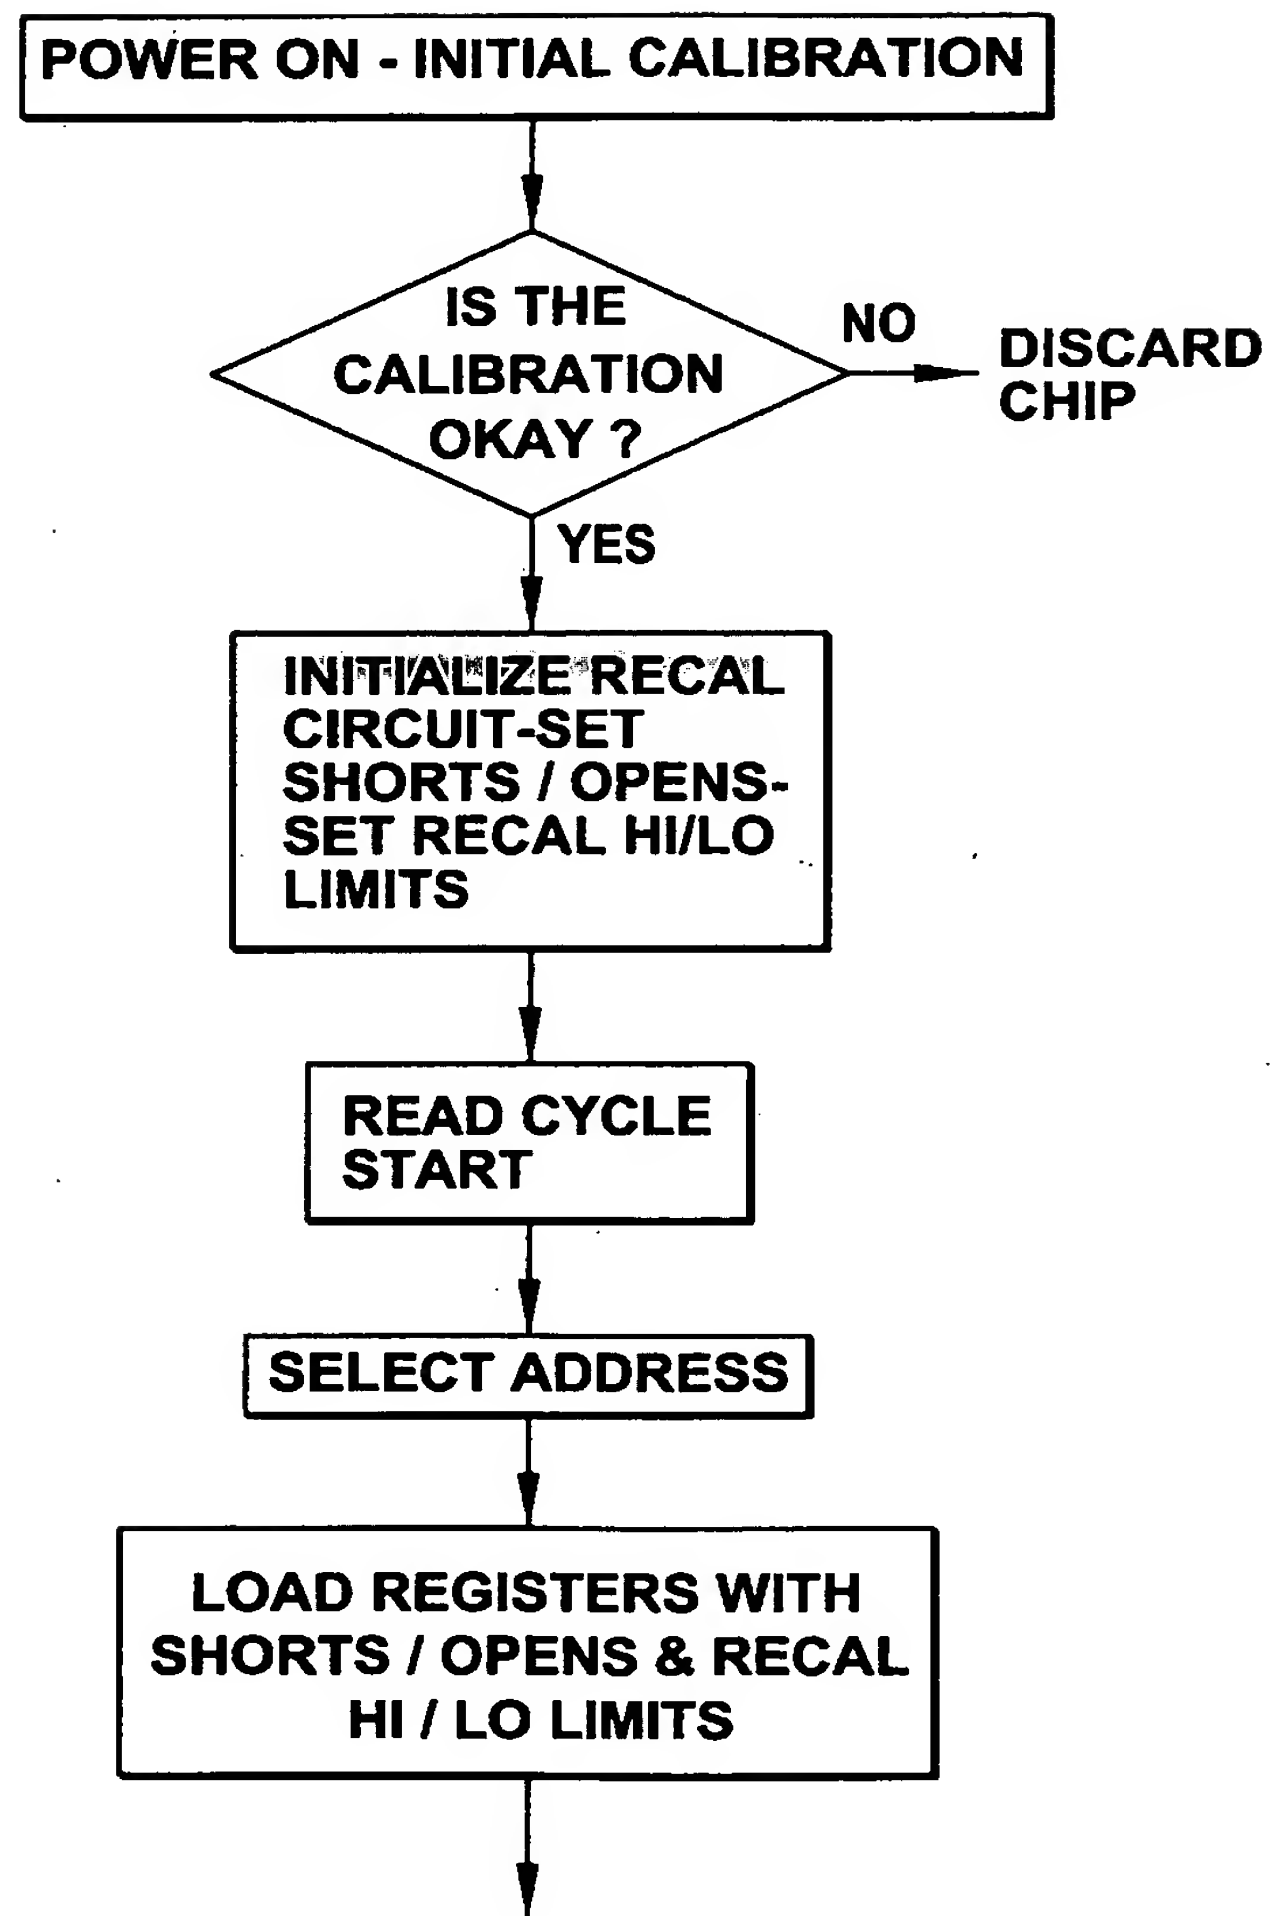 POWER ON - INITIAL CALIBRATION
IS THE
CALIBRATION
OKAY ?
NO
DISCARD
CHIP
YES
INITIALIZE RECAL
CIRCUIT-SET
SHORTS / OPENS-
SET RECAL HI/LO
LIMITS
READ CYCLE
START
SELECT ADDRESS
LOAD REGISTERS WITH
SHORTS / OPENS & RECAL
HI / LO LIMITS